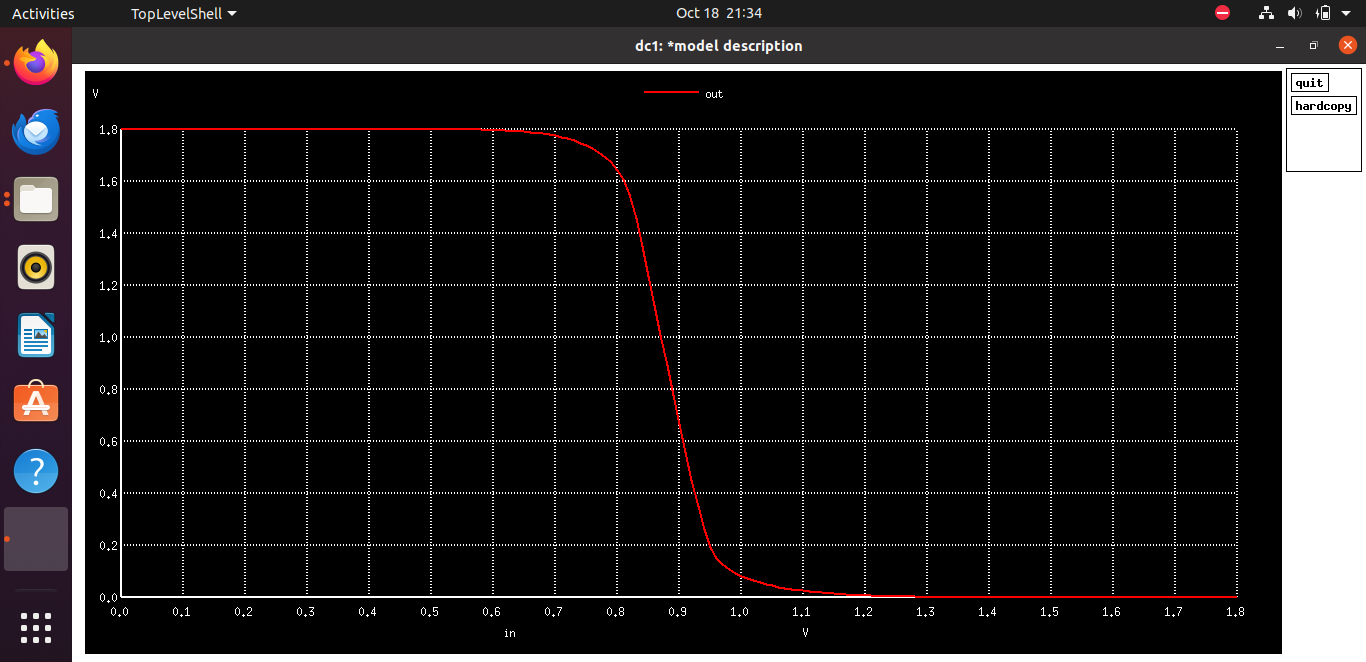 Activities TopLevelShell Oct 18 21:34
dc1: *model description
quit
hardcopy
V
out
1.8
1.6
1.4
1.2
1.0
0.8
0.6
0.4
0.2
0.0
0.0 0.1 0.2 0.3 0.4 0.5 0.6 0.7 0.8 0.9 1.0 1.1 1.2 1.3 1.4 1.5 1.6 1.7 1.8
in V